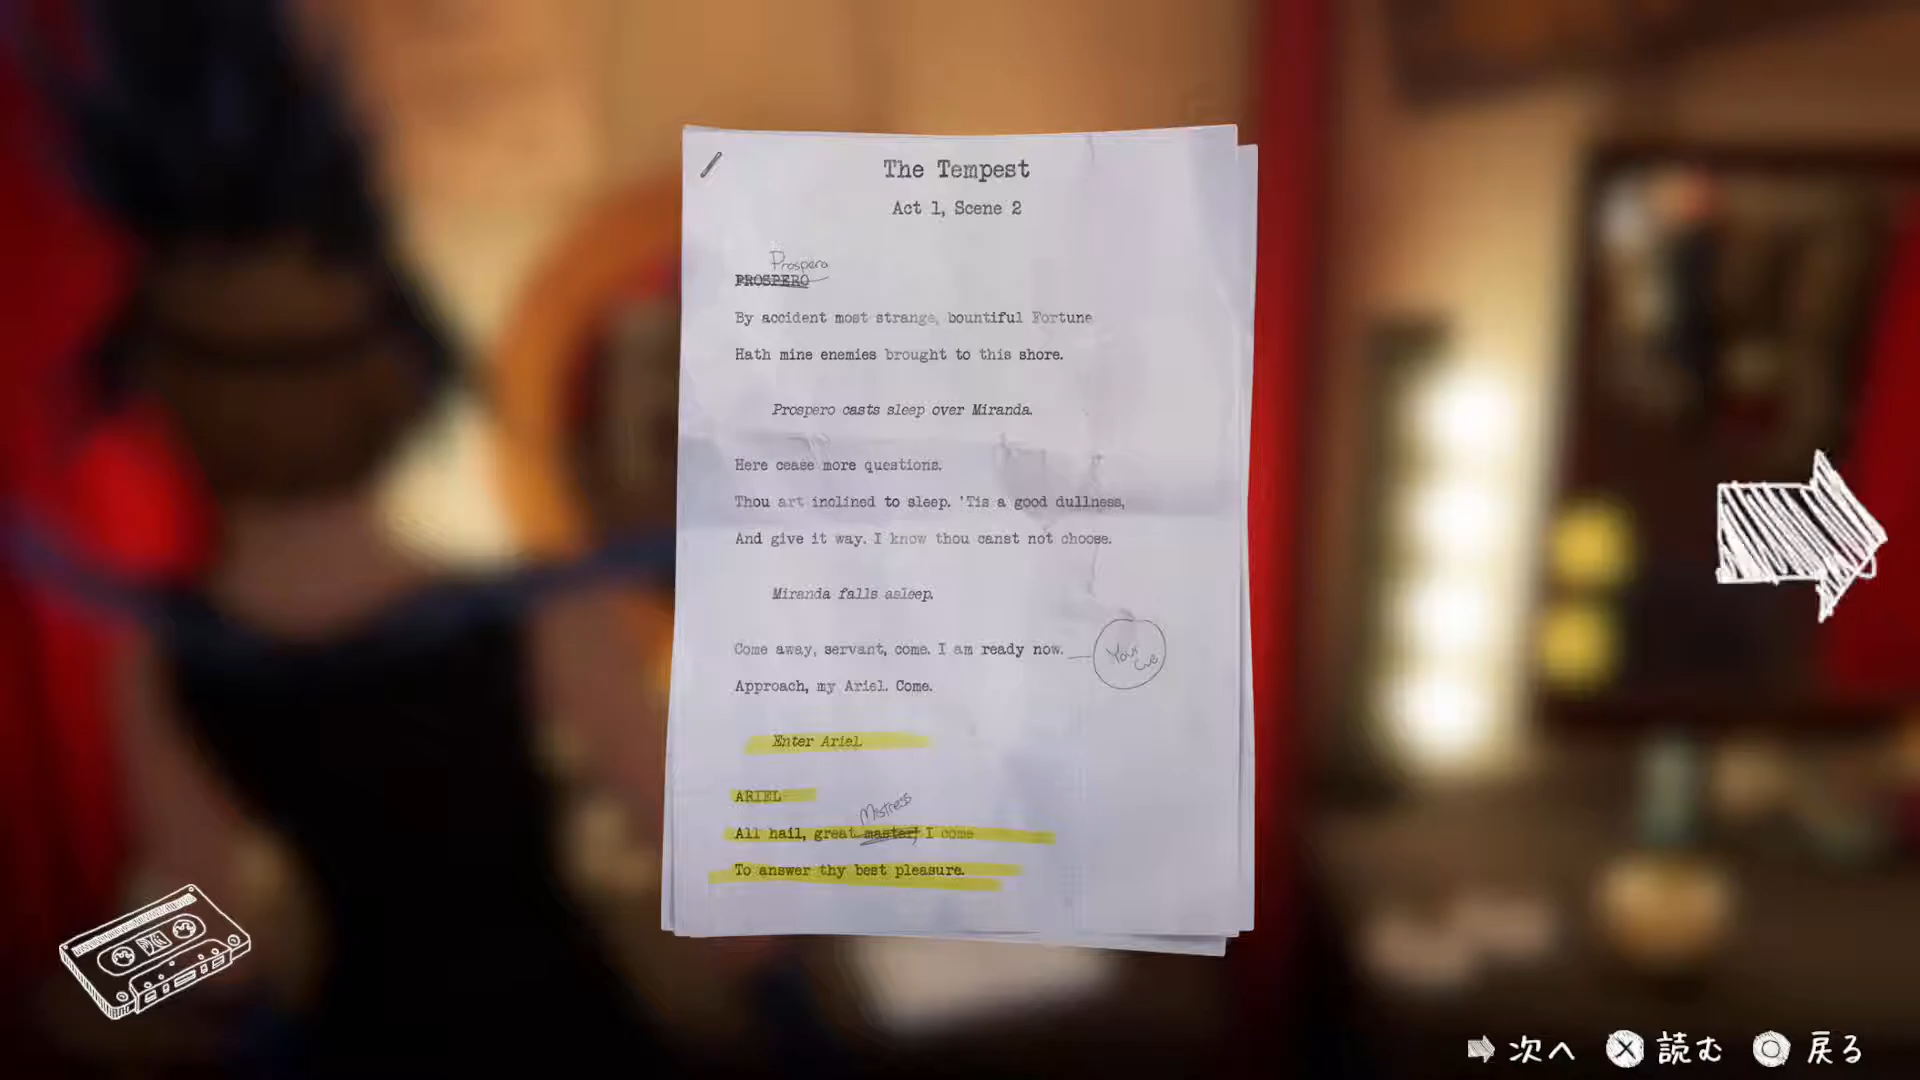 The Tempest
Act 1, Scene 2
Prospera
PROSPERO
By accident most strange, bountiful Fortune
Hath mine enemies brought to this shore.
Prospero casts sleep over Miranda.
Here cease more questions.
Thou art inclined to sleep. 'Tis a good dullness,
And give it way. I know thou canst not choose.
Miranda falls asleep.
Come away, servant, come. I am ready now.
Your
Cue
Approach, my Ariel. Come.
Enter Ariel
ARIEL
Mistress
All hail, great master, I come
To answer thy best pleasure.
次へ X 読む 戻る